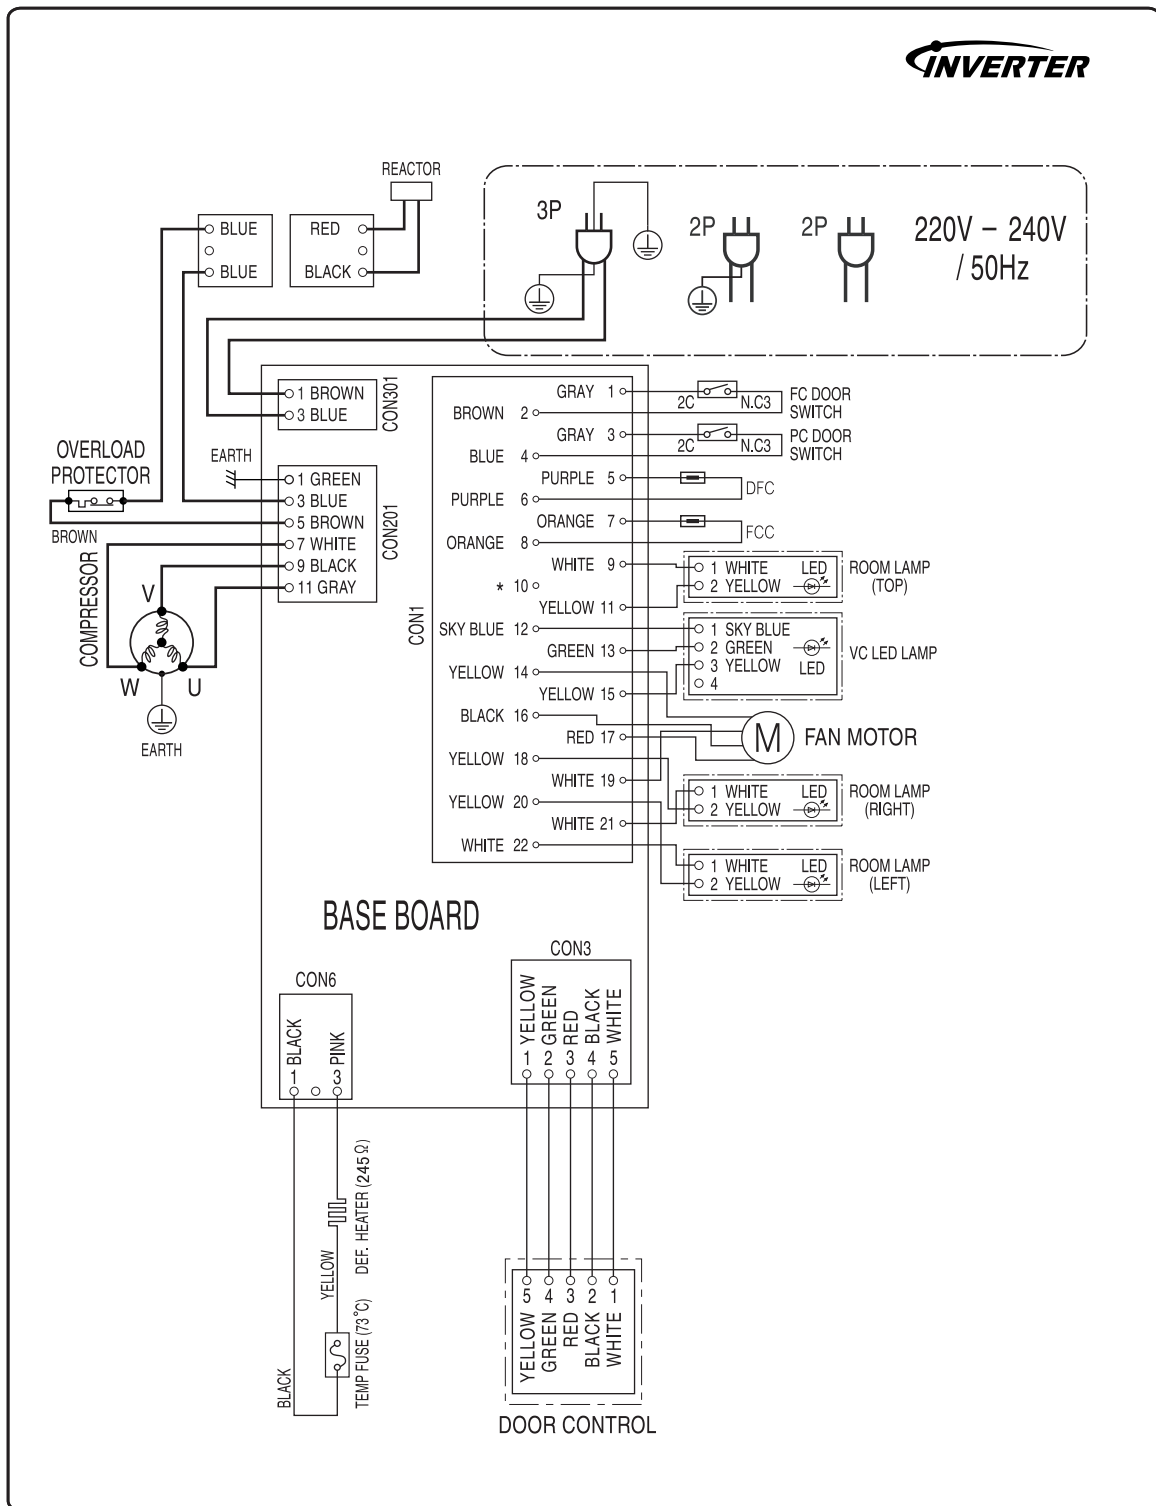 INVERTER
REACTOR
BLUE
BLUE
RED
BLACK
3P
2P
2P
220V – 240V
/ 50Hz
1 BROWN
3 BLUE
CON301
OVERLOAD
PROTECTOR
BROWN
EARTH
1 GREEN
3 BLUE
5 BROWN
7 WHITE
9 BLACK
11 GRAY
CON201
COMPRESSOR
V
W
U
EARTH
CON1
GRAY 1
BROWN 2
GRAY 3
BLUE 4
PURPLE 5
PURPLE 6
ORANGE 7
ORANGE 8
WHITE 9
* 10
YELLOW 11
SKY BLUE 12
GREEN 13
YELLOW 14
YELLOW 15
BLACK 16
RED 17
YELLOW 18
WHITE 19
YELLOW 20
WHITE 21
WHITE 22
2C N.C3
FC DOOR
SWITCH
2C N.C3
PC DOOR
SWITCH
DFC
FCC
1 WHITE LED
2 YELLOW
ROOM LAMP
(TOP)
1 SKY BLUE
2 GREEN
3 YELLOW LED
4
VC LED LAMP
M
FAN MOTOR
1 WHITE LED
2 YELLOW
ROOM LAMP
(RIGHT)
1 WHITE LED
2 YELLOW
ROOM LAMP
(LEFT)
BASE BOARD
CON6
1 BLACK
3 PINK
CON3
1 YELLOW
2 GREEN
3 RED
4 BLACK
5 WHITE
DEF. HEATER (245 Ω)
YELLOW
TEMP FUSE (73°C)
BLACK
5 YELLOW
4 GREEN
3 RED
2 BLACK
1 WHITE
DOOR CONTROL